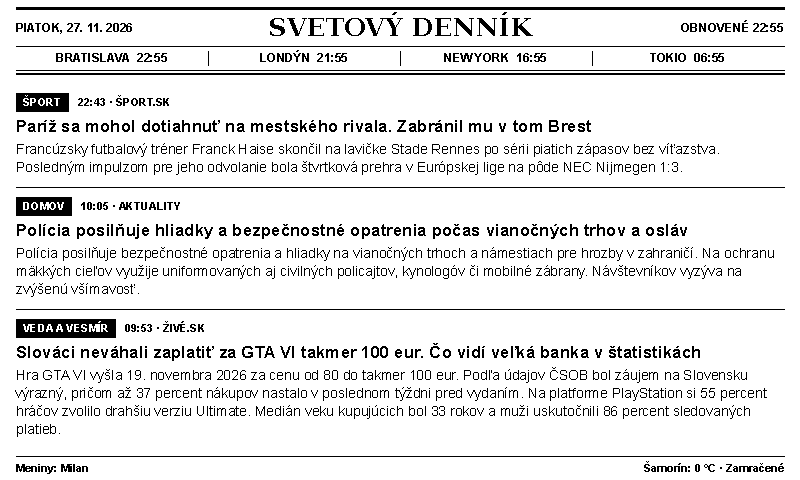 PIATOK, 27. 11. 2026
SVETOVÝ DENNÍK
OBNOVENÉ 22:55
BRATISLAVA 22:55
LONDÝN 21:55
NEW YORK 16:55
TOKIO 06:55
ŠPORT 22:43 · ŠPORT.SK
Paríž sa mohol dotiahnuť na mestského rivala. Zabránil mu v tom Brest
Francúzsky futbalový tréner Franck Haise skončil na lavičke Stade Rennes po sérii piatich zápasov bez víťazstva.
Posledným impulzom pre jeho odvolanie bola štvrtková prehra v Európskej lige na pôde NEC Nijmegen 1:3.
DOMOV 10:05 · AKTUALITY
Polícia posilňuje hliadky a bezpečnostné opatrenia počas vianočných trhov a osláv
Polícia posilňuje bezpečnostné opatrenia a hliadky na vianočných trhoch a námestiach pre hrozby v zahraničí. Na ochranu
mäkkých cieľov využije uniformovaných aj civilných policajtov, kynológov či mobilné zábrany. Návštevníkov vyzýva na
zvýšenú všímavosť.
VEDA A VESMÍR 09:53 · ŽIVÉ.SK
Slováci neváhali zaplatiť za GTA VI takmer 100 eur. Čo vidí veľká banka v štatistikách
Hra GTA VI vyšla 19. novembra 2026 za cenu od 80 do takmer 100 eur. Podľa údajov ČSOB bol záujem na Slovensku
výrazný, pričom až 37 percent nákupov nastalo v poslednom týždni pred vydaním. Na platforme PlayStation si 55 percent
hráčov zvolilo drahšiu verziu Ultimate. Medián veku kupujúcich bol 33 rokov a muži uskutočnili 86 percent sledovaných
platieb.
Meniny: Milan
Šamorín: 0 °C · Zamračené